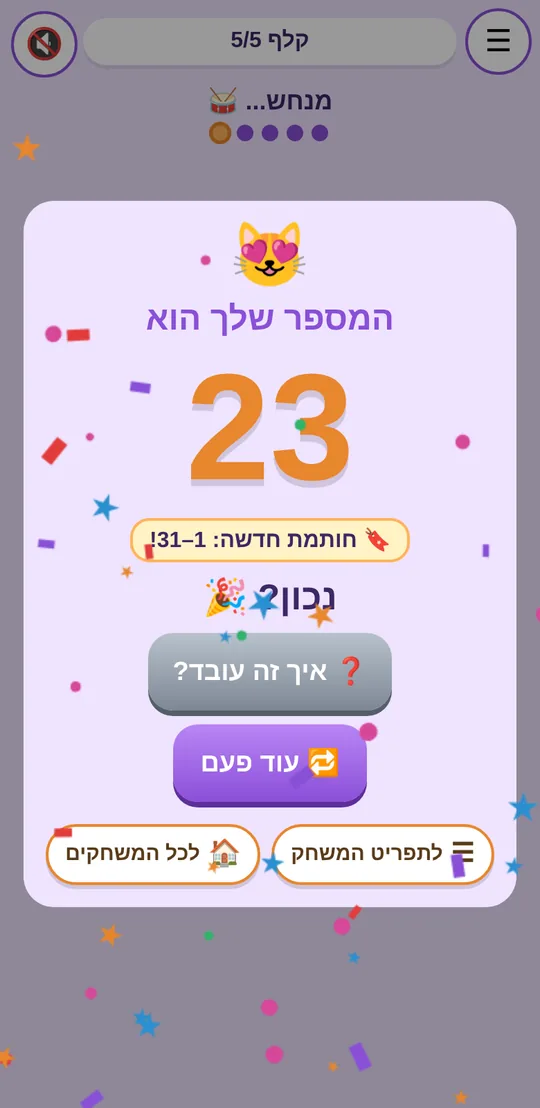 קלף 5/5
מנחש... 🥁
המספר שלך הוא
23
🔖 חותמת חדשה: 1–31!
נכון? 🎉
❓ איך זה עובד?
🔁 עוד פעם
☰ לתפריט המשחק
🏠 לכל המשחקים